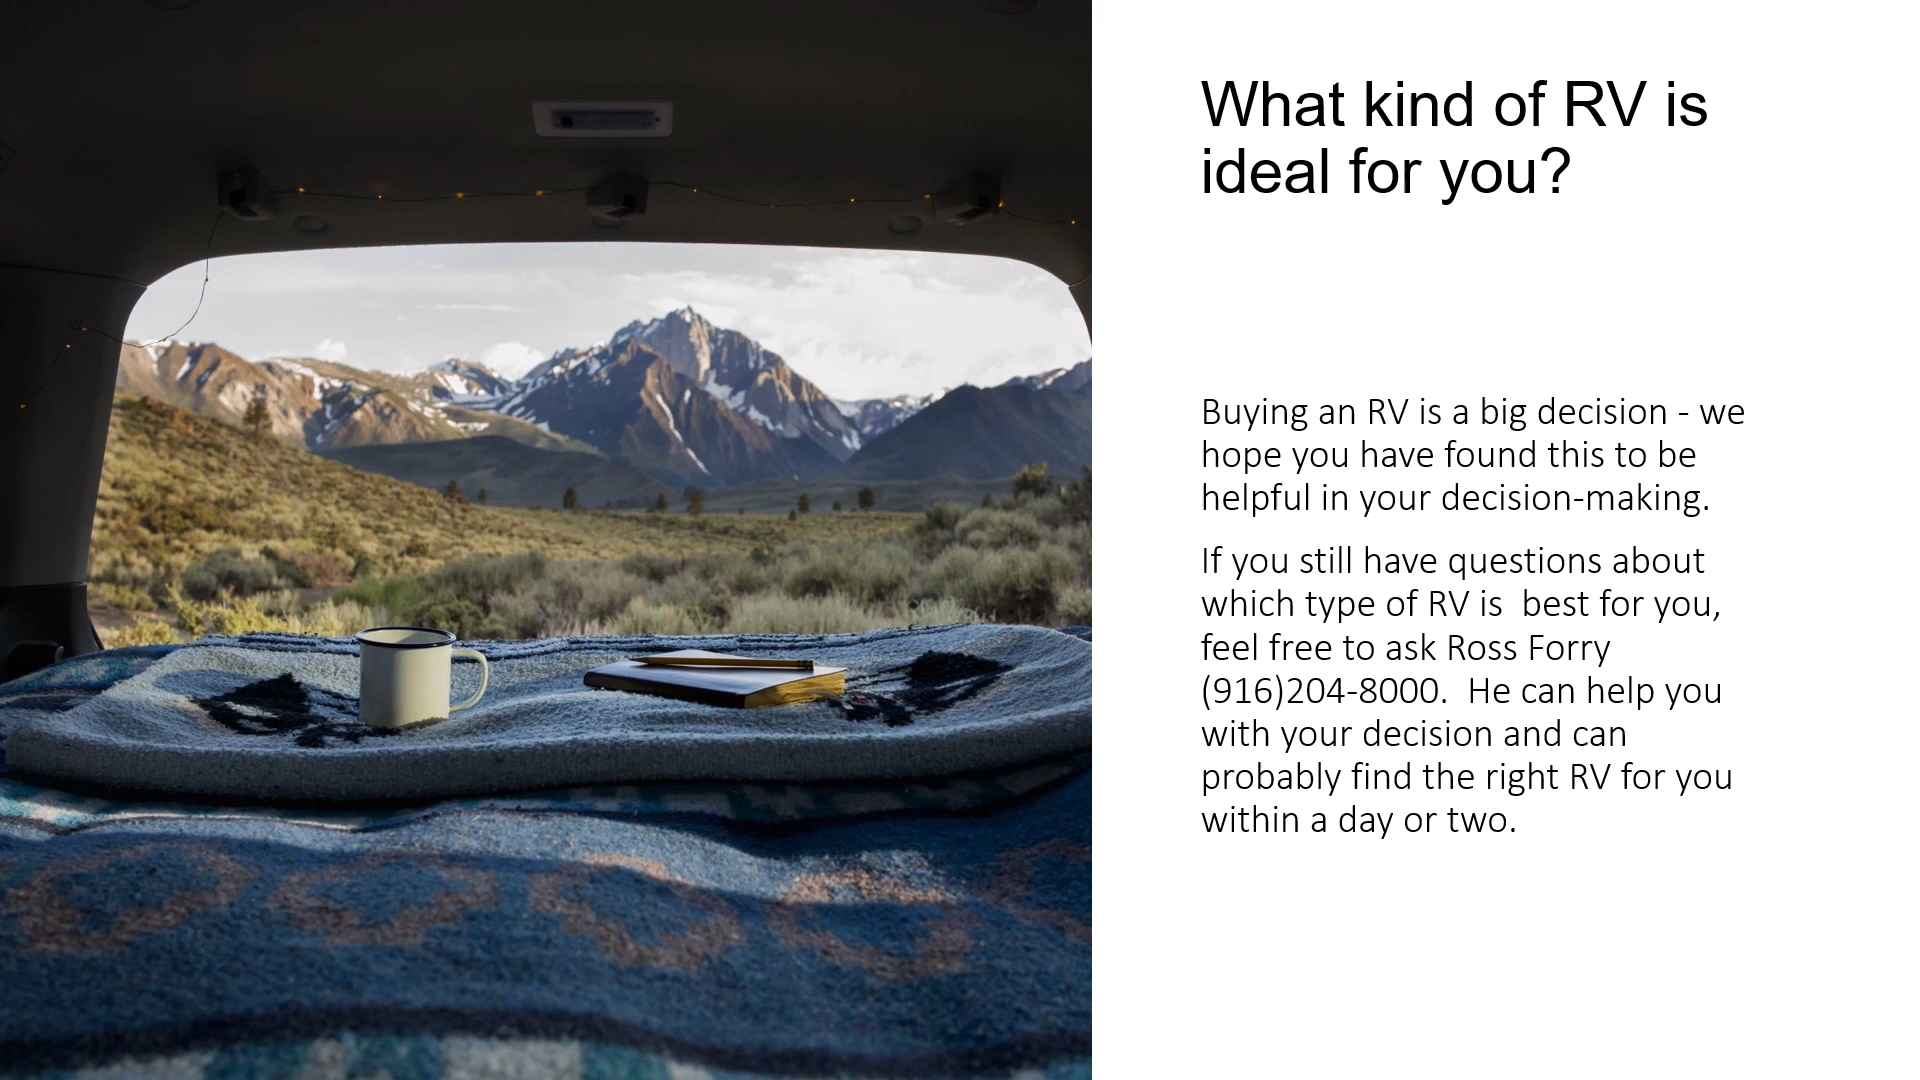 What kind of RV is
ideal for you?
Buying an RV is a big decision - we
hope you have found this to be
helpful in your decision-making.
If you still have questions about
which type of RV is  best for you,
feel free to ask Ross Forry
(916)204-8000.  He can help you
with your decision and can
probably find the right RV for you
within a day or two.